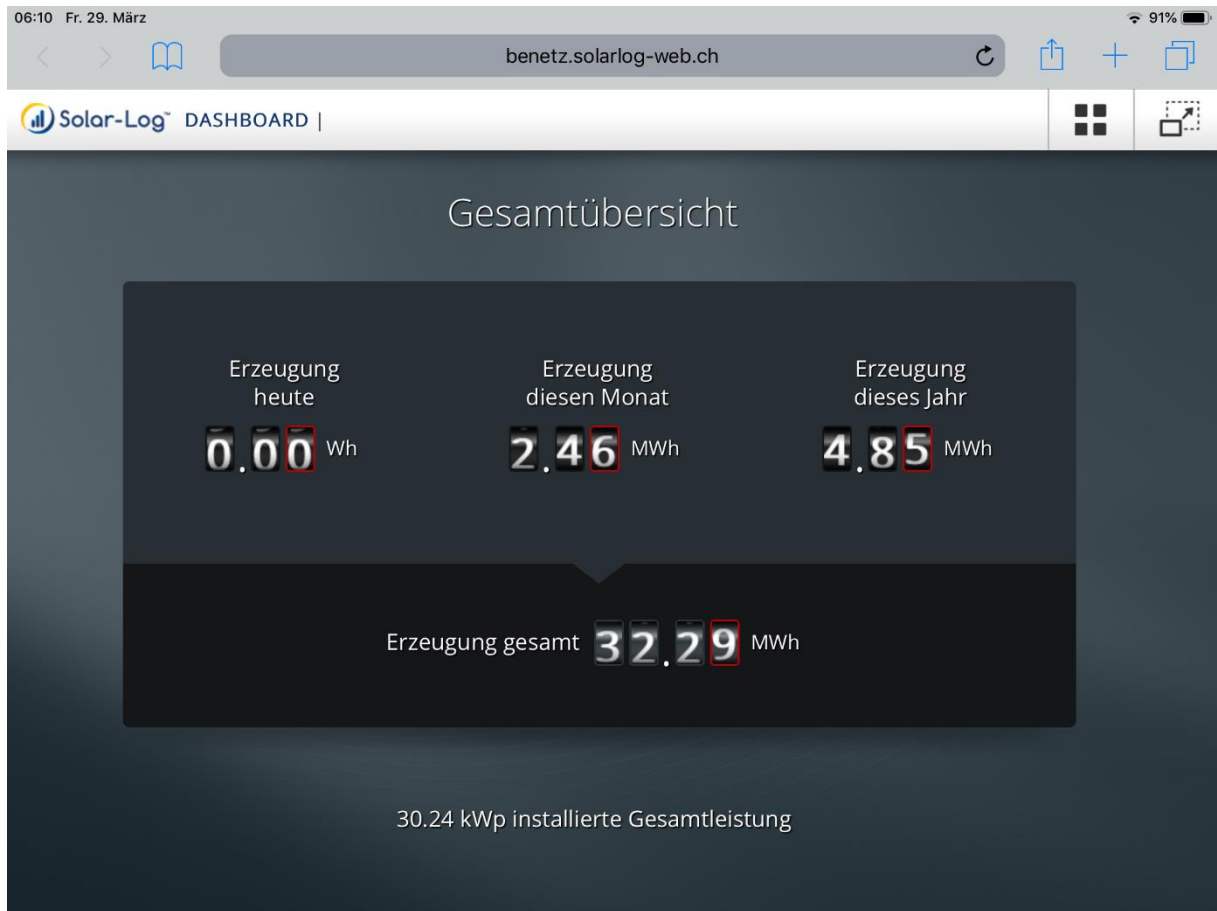 06:10 Fr. 29. März
91%
benetz.solarlog-web.ch
Solar-Log™ DASHBOARD |
Gesamtübersicht
Erzeugung
heute
0.00 Wh
Erzeugung
diesen Monat
2.46 MWh
Erzeugung
dieses Jahr
4.85 MWh
Erzeugung gesamt 32.29 MWh
30.24 kWp installierte Gesamtleistung